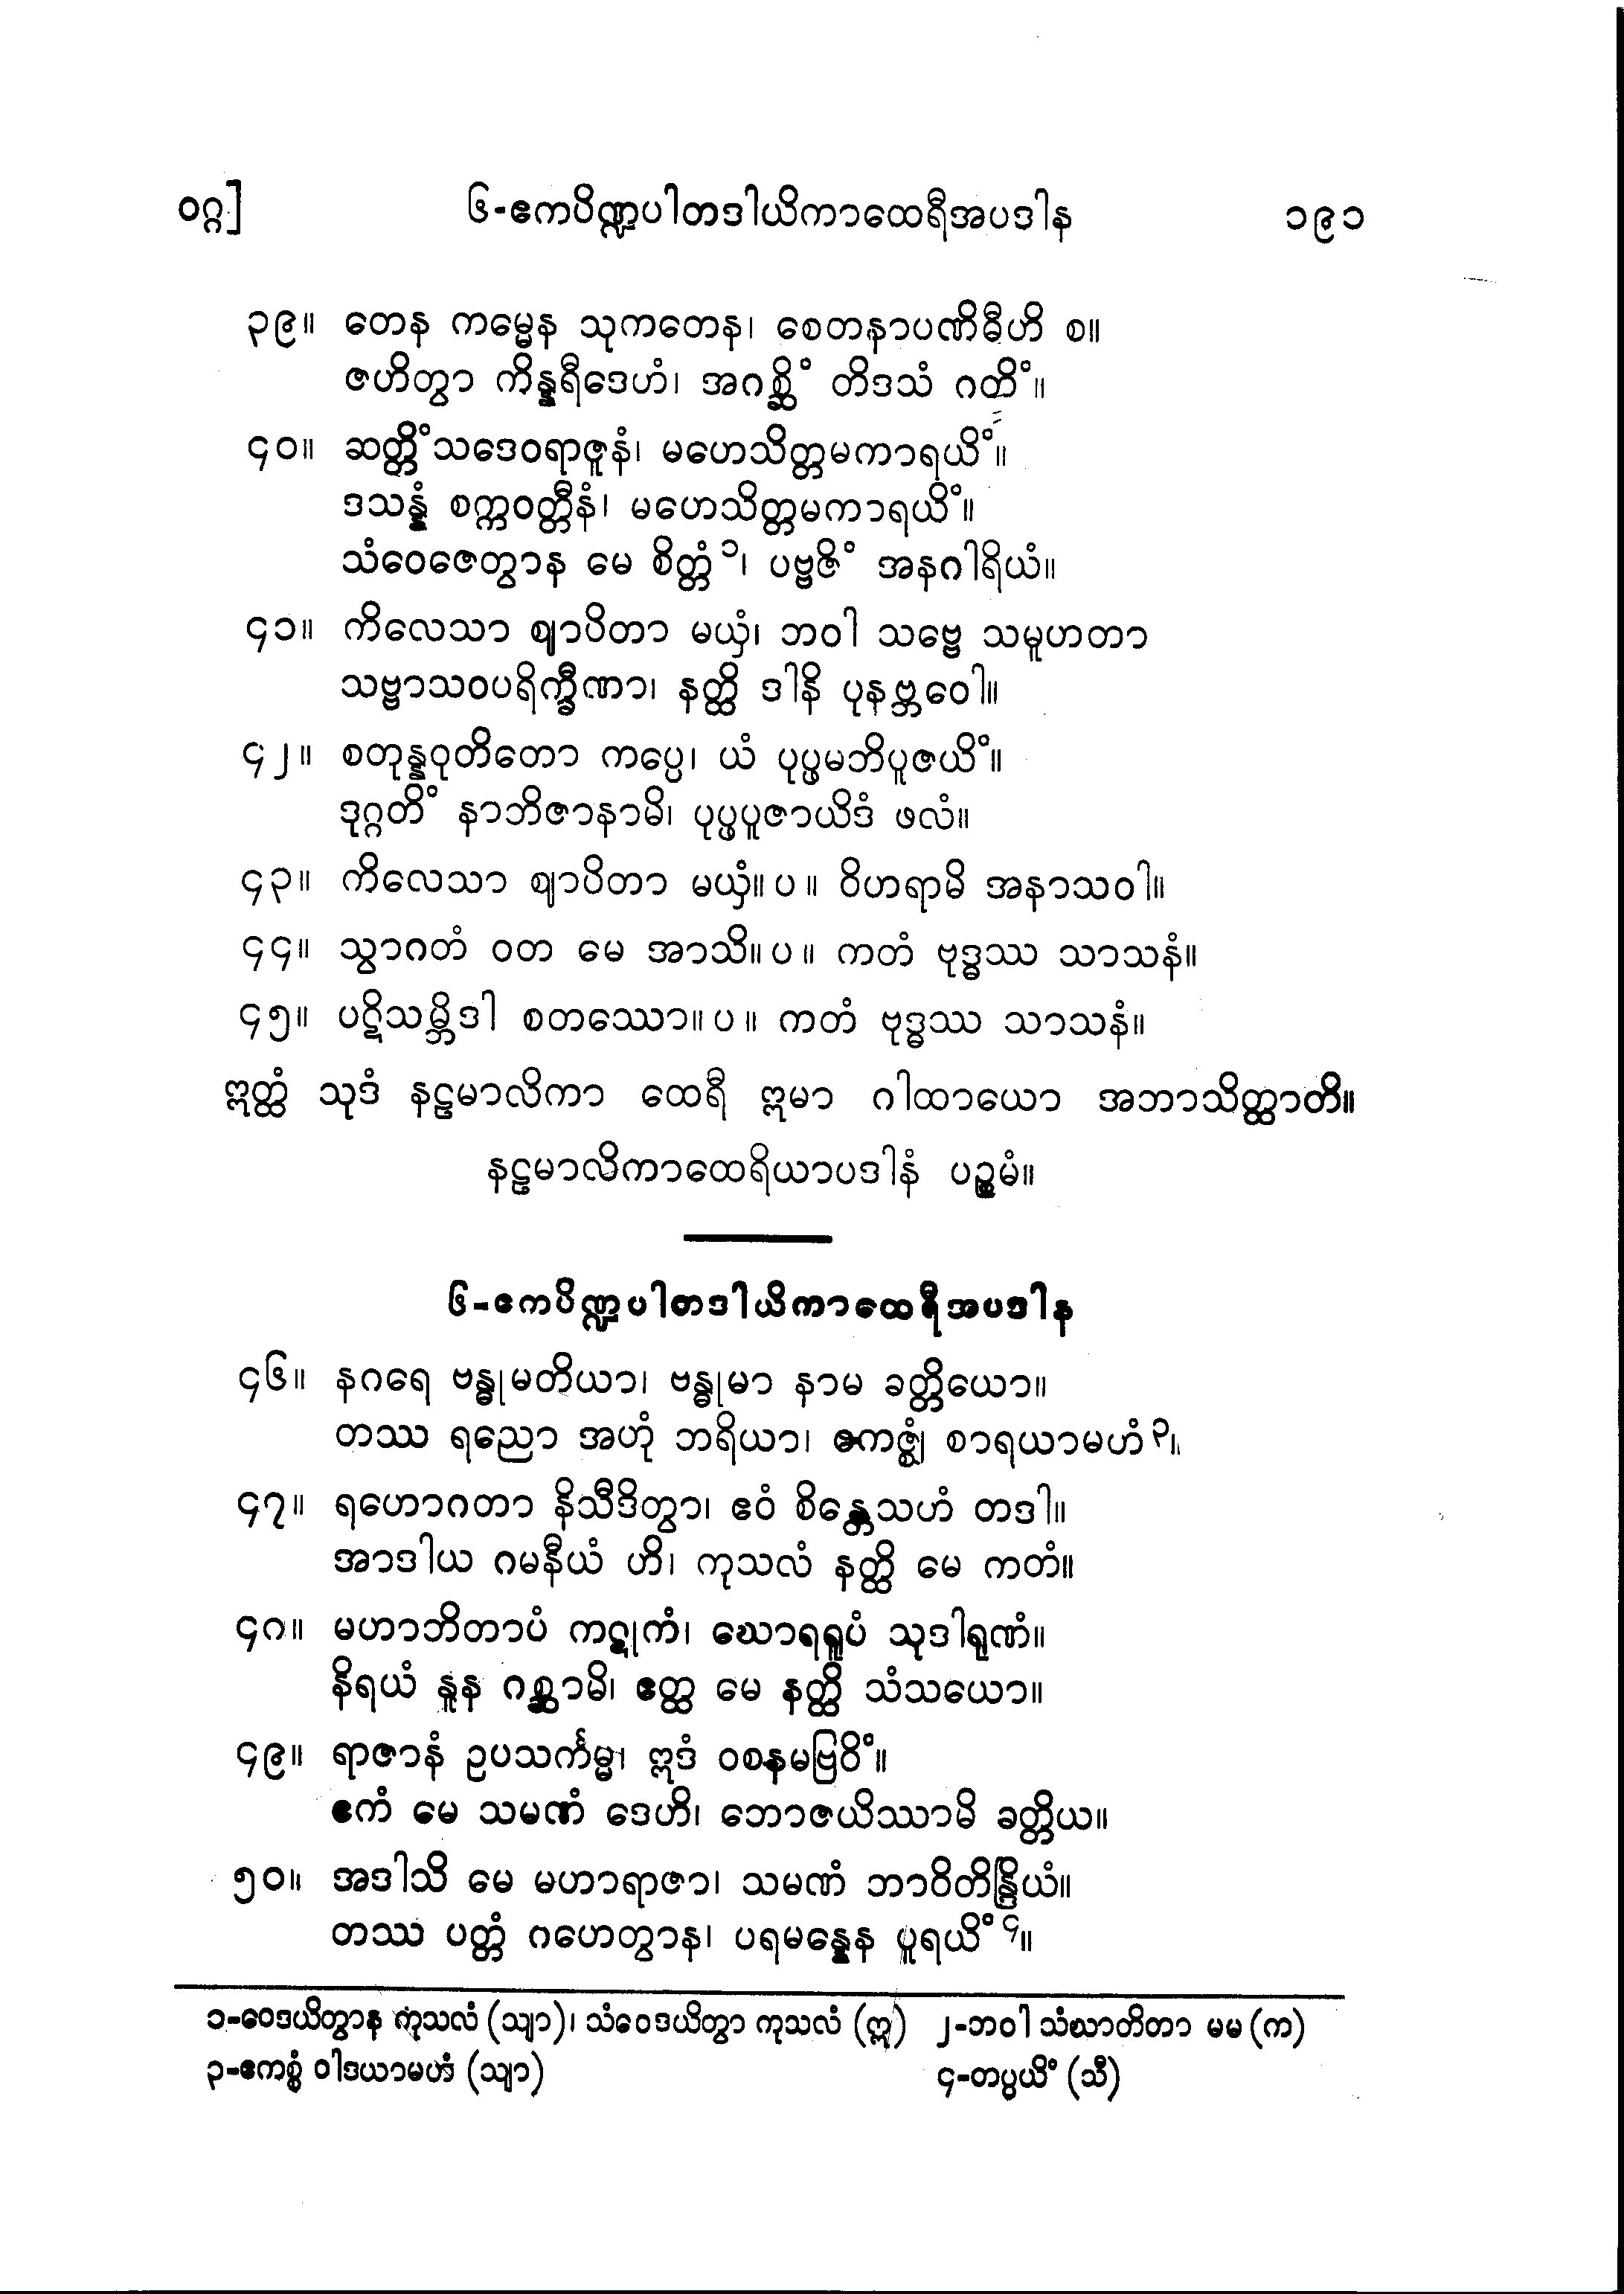 ဝဂ္ဂ]
၆-ဧကပိဏ္ဍပါတဒါယိကာထေရီအပဒါန
၁၉၁
၃၉။ တေန ကမ္မေန သုကတေန၊ စေတနာပဏိဓီဟိ စ။
ဇဟိတွာ ကိန္နရီဒေဟံ၊ အဂစ္ဆိံ တိဒသံ ဂတိံ။
၄၀။ ဆတ္တိံသဒေဝရာဇူနံ၊ မဟေသိတ္တမကာရယိံ။
ဒသန္နံ စက္ကဝတ္တီနံ၊ မဟေသိတ္တမကာရယိံ။
သံဝေဇေတွာန မေ စိတ္တံ ၁၊ ပဗ္ဗဇိံ အနဂါရိယံ။
၄၁။ ကိလေသာ ဈာပိတာ မယှံ၊ ဘဝါ သဗ္ဗေ သမူဟတာ
သဗ္ဗာသဝပရိက္ခီဏာ၊ နတ္ထိ ဒါနိ ပုနဗ္ဘဝေါ။
၄၂။ စတုန္နဝုတိတော ကပ္ပေ၊ ယံ ပုပ္ဖမဘိပူဇယိံ။
ဒုဂ္ဂတိံ နာဘိဇာနာမိ၊ ပုပ္ဖပူဇာယိဒံ ဖလံ။
၄၃။ ကိလေသာ ဈာပိတာ မယှံ။ ပ ။ ဝိဟရာမိ အနာသဝါ။
၄၄။ သွာဂတံ ဝတ မေ အာသိ။ ပ ။ ကတံ ဗုဒ္ဓဿ သာသနံ။
၄၅။ ပဋိသမ္ဘိဒါ စတဿော။ ပ ။ ကတံ ဗုဒ္ဓဿ သာသနံ။
ဣတ္ထံ သုဒံ နဠမာလိကာ ထေရီ ဣမာ ဂါထာယော အဘာသိတ္ထာတိ။
နဠမာလိကာထေရိယာပဒါနံ ပဉ္စမံ။
၆-ဧကပိဏ္ဍပါတဒါယိကာထေရီအပဒါန
၄၆။ နဂရေ ဗန္ဓုမတိယာ၊ ဗန္ဓုမာ နာမ ခတ္တိယော။
တဿ ရညော အဟုံ ဘရိယာ၊ ဧကဇ္ဈံ စာရယာမဟံ ၃။
၄၇။ ရဟောဂတာ နိသီဒိတွာ၊ ဧဝံ စိန္တေသဟံ တဒါ။
အာဒါယ ဂမနီယံ ဟိ၊ ကုသလံ နတ္ထိ မေ ကတံ။
၄၈။ မဟာဘိတာပံ ကဋုကံ၊ ဃောရရူပံ သုဒါရုဏံ။
နိရယံ နူန ဂစ္ဆာမိ၊ ဧတ္ထ မေ နတ္ထိ သံသယော။
၄၉။ ရာဇာနံ ဥပသင်္ကမ္မ၊ ဣဒံ ဝစနမဗြဝိံ။
ဧကံ မေ သမဏံ ဒေဟိ၊ ဘောဇယိဿာမိ ခတ္တိယ။
၅၀။ အဒါသိ မေ မဟာရာဇာ၊ သမဏံ ဘာဝိတိန္ဒြိယံ။
တဿ ပတ္တံ ဂဟေတွာန၊ ပရမန္နေန ပူရယိံ ၄။
၁-ဝေဒယိတွာန ကုသလံ (သျာ)၊ သံဝေဒယိတွာ ကုသလံ (ဣ) ၂-ဘဝါ သံဃာတိတာ မမ (က)
၃-ဧကစ္စံ ဝါဒယာမဟံ (သျာ) ၄-တပ္ပယိံ (သီ)